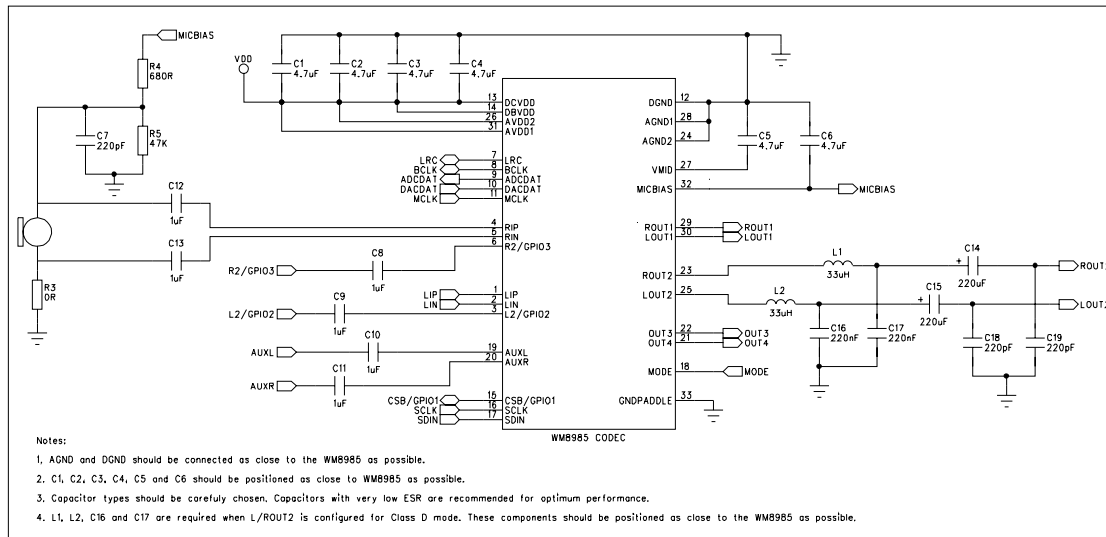 MICBIAS
R4
680R
C7
220pF
R5
47K
VDD
C1
4.7uF
C2
4.7uF
C3
4.7uF
C4
4.7uF
13 DCVDD
14 DBVDD
26 AVDD2
31 AVDD1
LRC 7 LRC
BCLK 8 BCLK
ADCDAT 9 ADCDAT
DACDAT 10 DACDAT
MCLK 11 MCLK
C12
1uF
4 RIP
5 RIN
6 R2/GPIO3
C13
1uF
R3
0R
R2/GPIO3
C8
1uF
LIP 1 LIP
LIN 2 LIN
3 L2/GPIO2
L2/GPIO2
C9
1uF
AUXL
C10
1uF
19 AUXL
20 AUXR
AUXR
C11
1uF
CSB/GPIO1 15 CSB/GPIO1
SCLK 16 SCLK
SDIN 17 SDIN
DGND 12
AGND1 28
AGND2 24
VMID 27
MICBIAS 32 MICBIAS
C5
4.7uF
C6
4.7uF
ROUT1 29 ROUT1
LOUT1 30 LOUT1
ROUT2 23
LOUT2 25
L1
33uH
L2
33uH
+ C14
220uF
+ C15
220uF
ROUT2
LOUT2
C16
220nF
C17
220nF
C18
220pF
C19
220pF
OUT3 22 OUT3
OUT4 21 OUT4
MODE 18 MODE
GNDPADDLE 33
WM8985 CODEC
Notes:
1, AGND and DGND should be connected as close to the WM8985 as possible.
2. C1, C2, C3, C4, C5 and C6 should be positioned as close to WM8985 as possible.
3. Capacitor types should be carefuly chosen. Capacitors with very low ESR are recommended for optimum performance.
4. L1, L2, C16 and C17 are required when L/ROUT2 is configured for Class D mode. These components should be positioned as close to the WM8985 as possible.